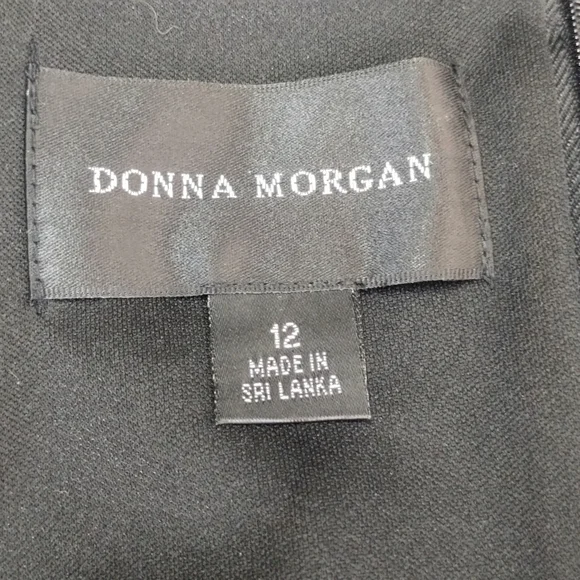 DONNA MORGAN
12
MADE IN
SRI LANKA